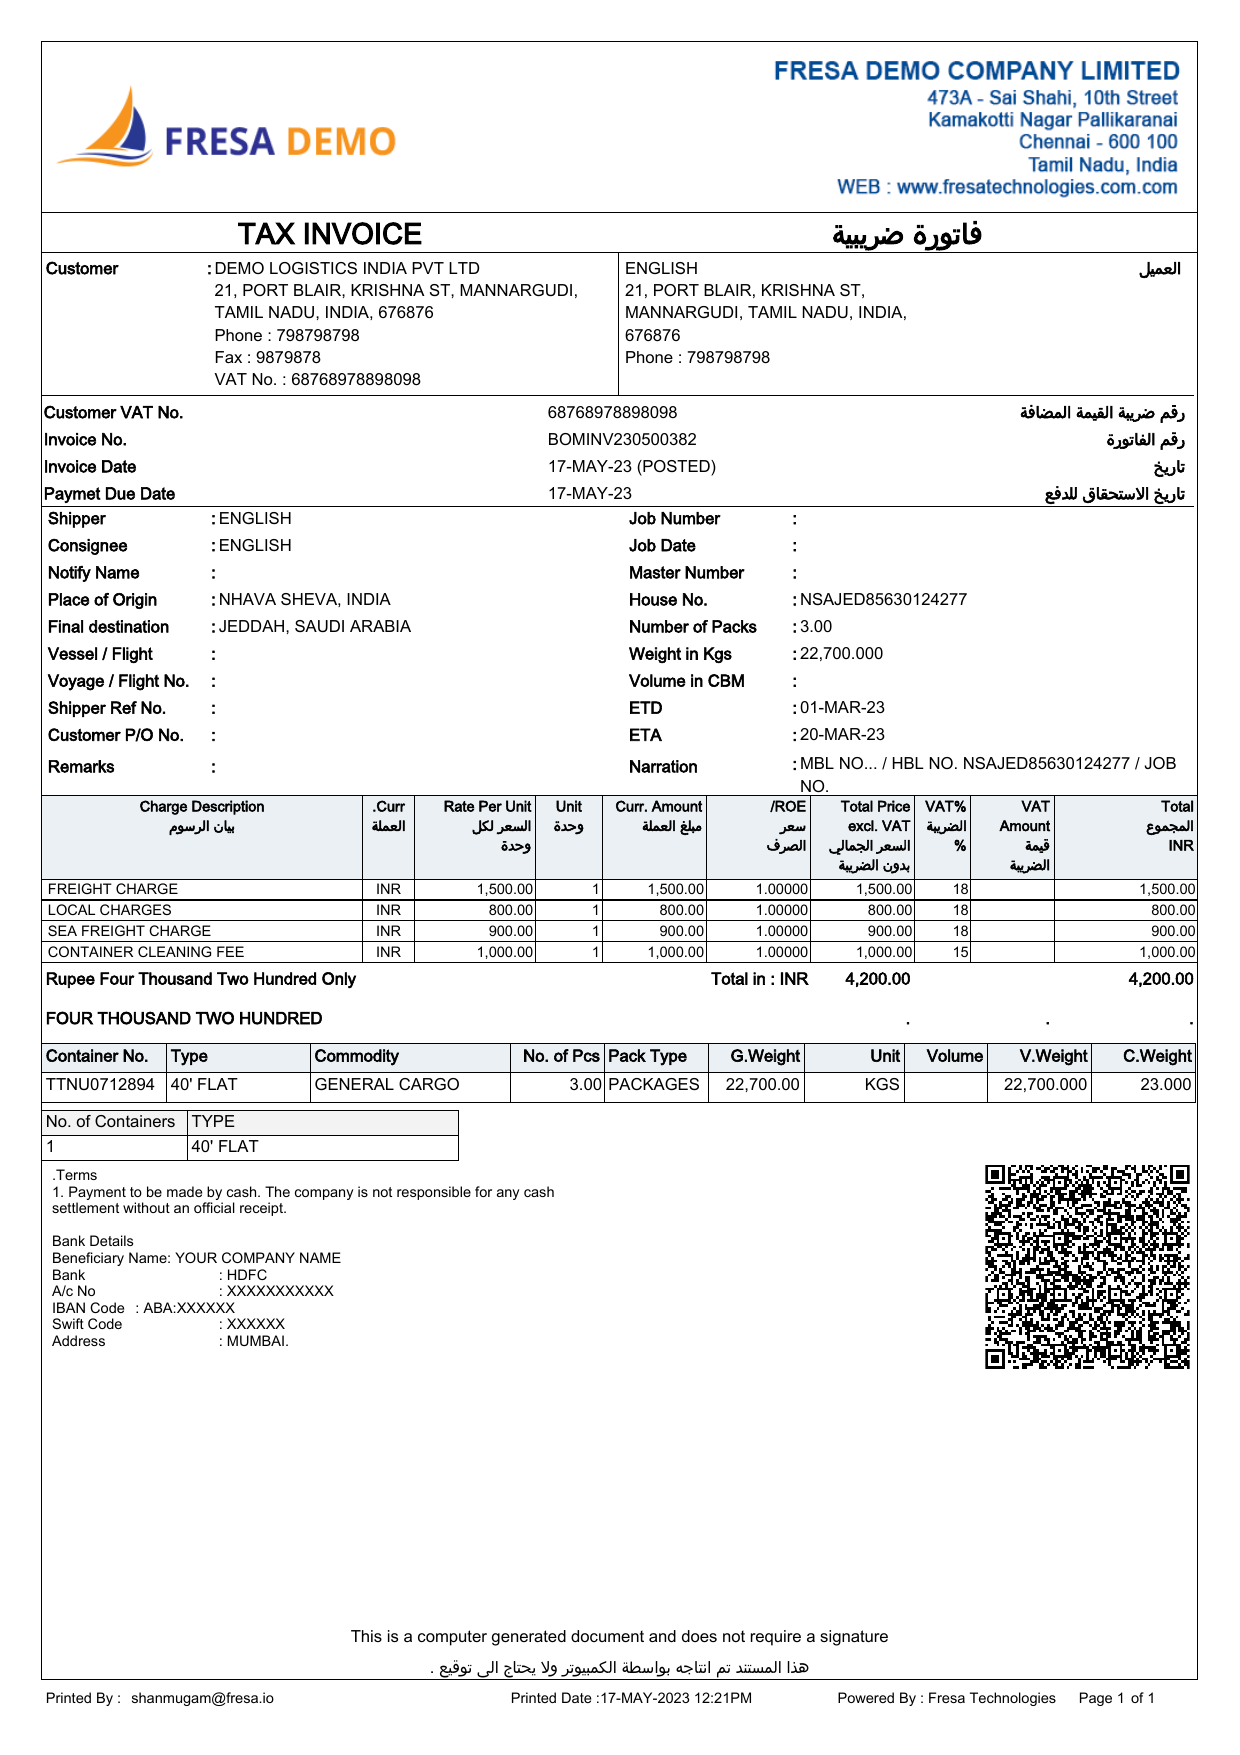 FRESA DEMO
FRESA DEMO COMPANY LIMITED
473A - Sai Shahi, 10th Street
Kamakotti Nagar Pallikaranai
Chennai - 600 100
Tamil Nadu, India
WEB : www.fresatechnologies.com.com
TAX INVOICE فاتورة ضريبية
Customer : DEMO LOGISTICS INDIA PVT LTD
21, PORT BLAIR, KRISHNA ST, MANNARGUDI,
TAMIL NADU, INDIA, 676876
Phone : 798798798
Fax : 9879878
VAT No. : 68768978898098
ENGLISH العميل
21, PORT BLAIR, KRISHNA ST,
MANNARGUDI, TAMIL NADU, INDIA,
676876
Phone : 798798798
Customer VAT No. 68768978898098 رقم ضريبة القيمة المضافة
Invoice No. BOMINV230500382 رقم الفاتورة
Invoice Date 17-MAY-23 (POSTED) تاريخ
Paymet Due Date 17-MAY-23 تاريخ الاستحقاق للدفع
Shipper : ENGLISH Job Number :
Consignee : ENGLISH Job Date :
Notify Name : Master Number :
Place of Origin : NHAVA SHEVA, INDIA House No. : NSAJED85630124277
Final destination : JEDDAH, SAUDI ARABIA Number of Packs : 3.00
Vessel / Flight : Weight in Kgs : 22,700.000
Voyage / Flight No. : Volume in CBM :
Shipper Ref No. : ETD : 01-MAR-23
Customer P/O No. : ETA : 20-MAR-23
Remarks : Narration : MBL NO... / HBL NO. NSAJED85630124277 / JOB
NO.
Charge Description .Curr Rate Per Unit Unit Curr. Amount /ROE Total Price VAT% VAT Total
بيان الرسوم العملة السعر لكل وحدة مبلغ العملة سعر excl. VAT الضريبة Amount المجموع
وحدة الصرف السعر الجمالي % قيمة INR
بدون الضريبة الضريبة
FREIGHT CHARGE INR 1,500.00 1 1,500.00 1.00000 1,500.00 18 1,500.00
LOCAL CHARGES INR 800.00 1 800.00 1.00000 800.00 18 800.00
SEA FREIGHT CHARGE INR 900.00 1 900.00 1.00000 900.00 18 900.00
CONTAINER CLEANING FEE INR 1,000.00 1 1,000.00 1.00000 1,000.00 15 1,000.00
Rupee Four Thousand Two Hundred Only Total in : INR 4,200.00 4,200.00
FOUR THOUSAND TWO HUNDRED . . .
Container No. Type Commodity No. of Pcs Pack Type G.Weight Unit Volume V.Weight C.Weight
TTNU0712894 40' FLAT GENERAL CARGO 3.00 PACKAGES 22,700.00 KGS 22,700.000 23.000
No. of Containers TYPE
1 40' FLAT
.Terms
1. Payment to be made by cash. The company is not responsible for any cash
settlement without an official receipt.
Bank Details
Beneficiary Name: YOUR COMPANY NAME
Bank : HDFC
A/c No : XXXXXXXXXXX
IBAN Code : ABA:XXXXXX
Swift Code : XXXXXX
Address : MUMBAI.
This is a computer generated document and does not require a signature
هذا المستند تم انتاجه بواسطة الكمبيوتر ولا يحتاج الى توقيع .
Printed By : shanmugam@fresa.io Printed Date :17-MAY-2023 12:21PM Powered By : Fresa Technologies Page 1 of 1